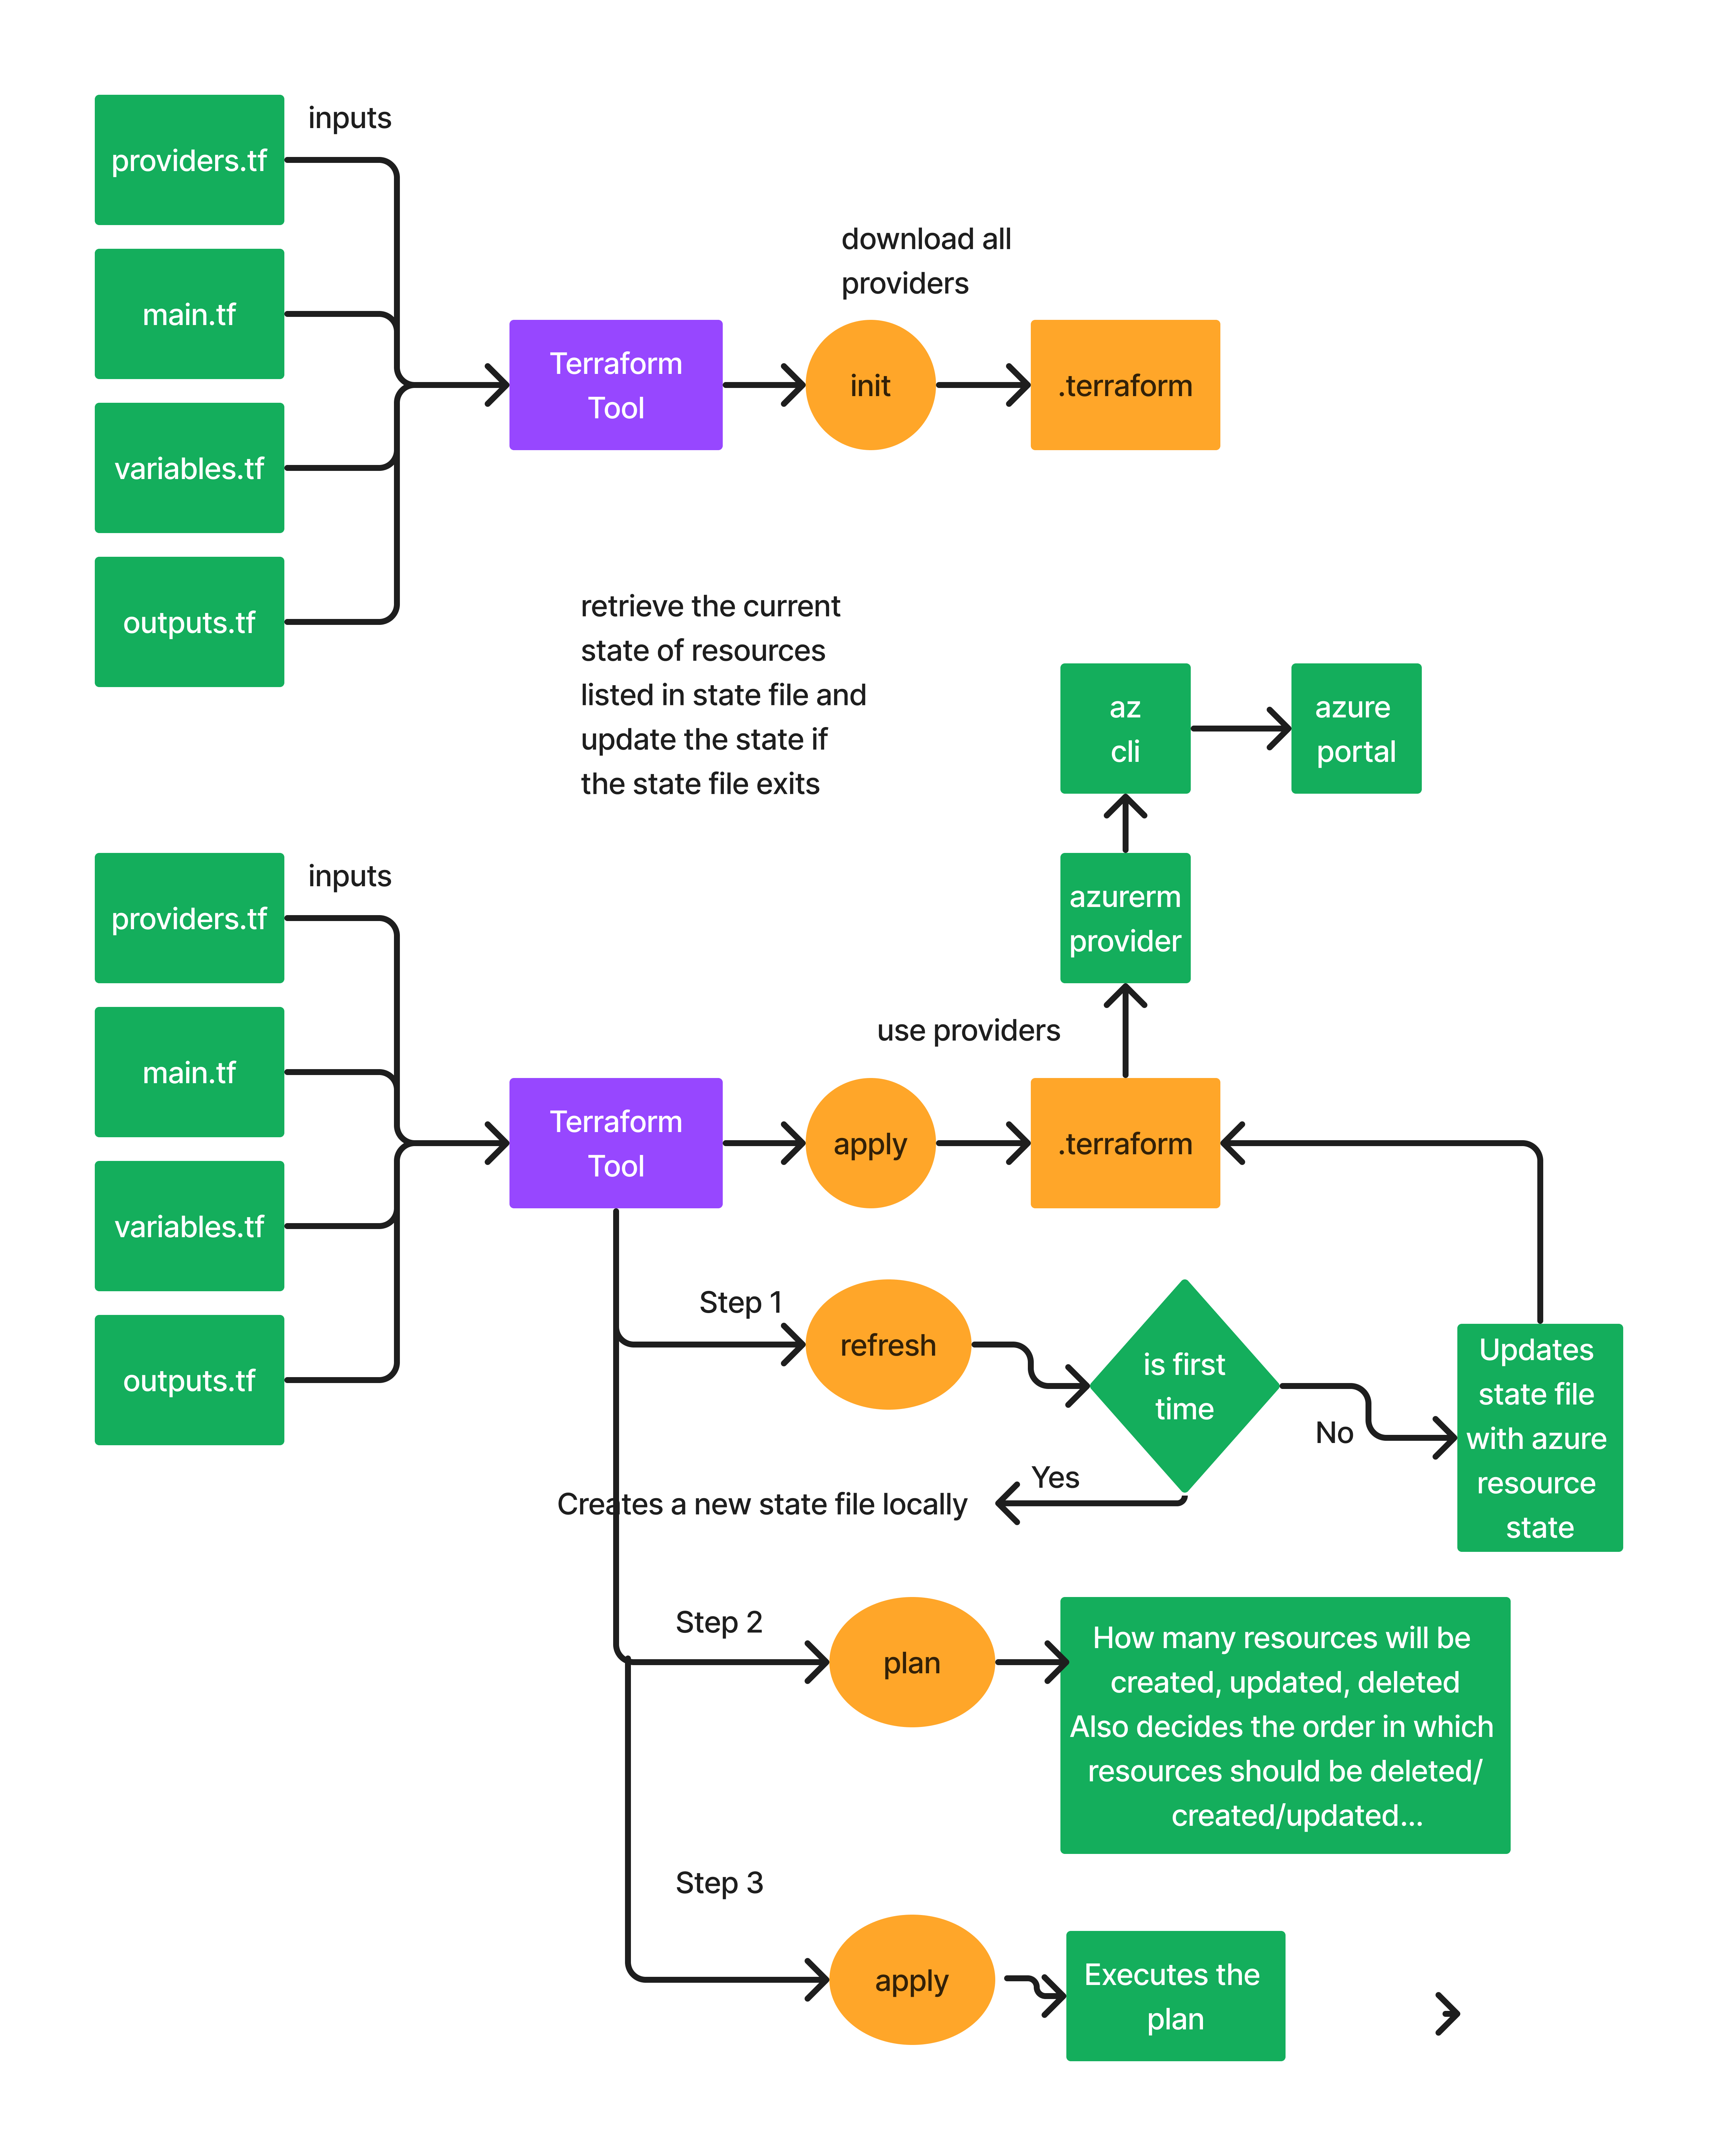 inputs
providers.tf
main.tf
variables.tf
outputs.tf
download all
providers
Terraform
Tool
init
.terraform
retrieve the current
state of resources
listed in state file and
update the state if
the state file exits
az
cli
azure
portal
azurerm
provider
use providers
inputs
providers.tf
main.tf
variables.tf
outputs.tf
Terraform
Tool
apply
.terraform
Step 1
refresh
is first
time
No
Updates
state file
with azure
resource
state
Yes
Creates a new state file locally
Step 2
plan
How many resources will be
created, updated, deleted
Also decides the order in which
resources should be deleted/
created/updated...
Step 3
apply
Executes the
plan